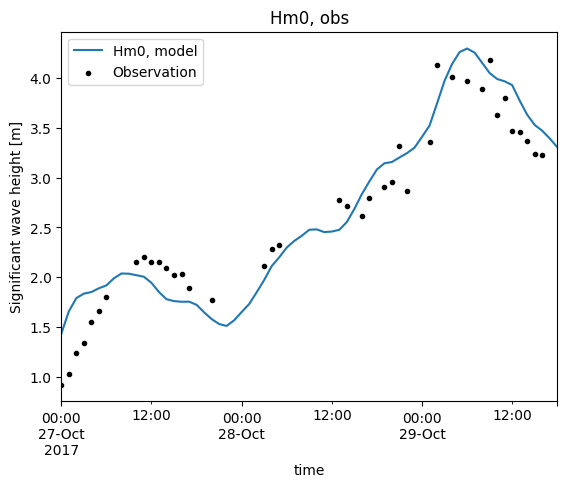 Hm0, obs
Hm0, model
Observation
Significant wave height [m]
4.0
3.5
3.0
2.5
2.0
1.5
1.0
00:00 12:00 00:00 12:00 00:00 12:00
27-Oct 28-Oct 29-Oct
2017
time